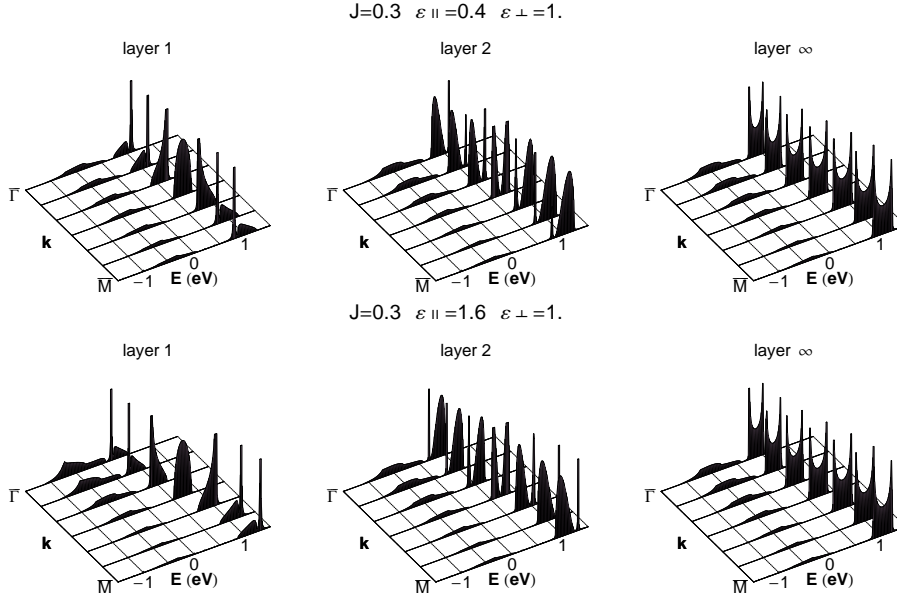 J=0.3 ε ॥ =0.4 ε ⊥ =1.
layer 1 layer 2 layer ∞
Γ̅ Γ̅ Γ̅
k k k
M̅ −1 0 1 E (eV) M̅ −1 0 1 E (eV) M̅ −1 0 1 E (eV)
J=0.3 ε ॥ =1.6 ε ⊥ =1.
layer 1 layer 2 layer ∞
Γ̅ Γ̅ Γ̅
k k k
M̅ −1 0 1 E (eV) M̅ −1 0 1 E (eV) M̅ −1 0 1 E (eV)